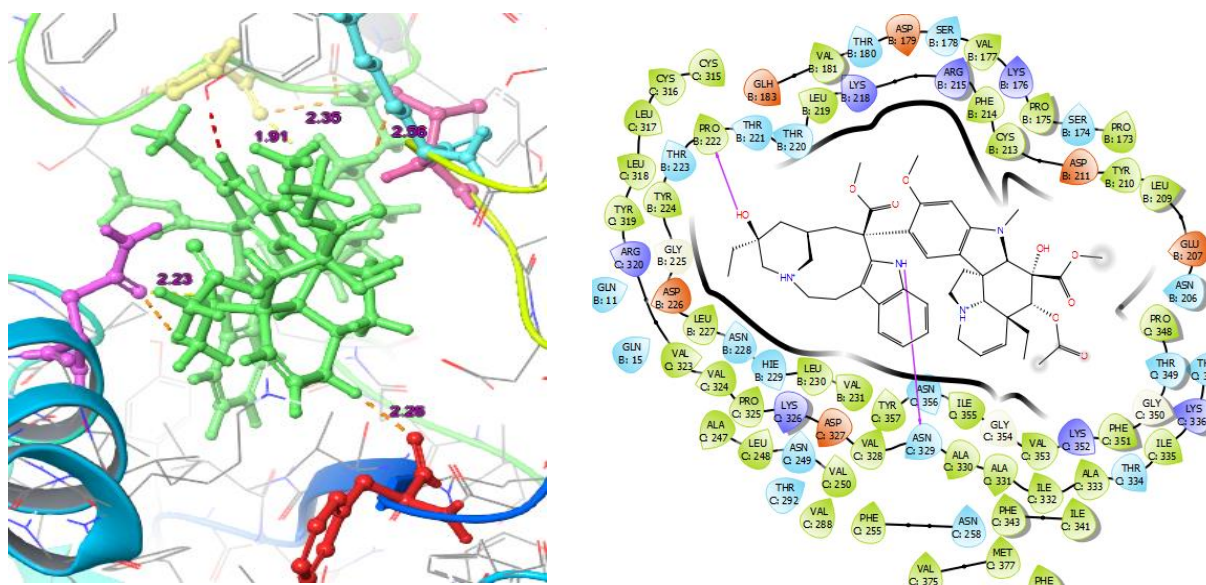 2.35
1.91
2.56
2.23
2.26
ASP
B: 179
SER
B: 178
THR
B: 180
VAL
B: 177
VAL
B: 181
CYS
C: 315
CYS
C: 316
GLH
B: 183
LYS
B: 218
ARG
B: 215
LYS
B: 176
LEU
B: 219
PHE
B: 214
PRO
B: 175
SER
B: 174
PRO
B: 173
LEU
C: 317
PRO
B: 222
THR
B: 221
THR
B: 220
CYS
B: 213
LEU
C: 318
THR
B: 223
ASP
B: 211
TYR
B: 210
LEU
B: 209
TYR
C: 319
TYR
B: 224
HO
O
O
O
N
ARG
C: 320
GLY
B: 225
NH
OH
O
O
GLU
B: 207
GLN
B: 11
ASP
B: 226
HN+
NH+
O
O
ASN
B: 206
GLN
B: 15
LEU
B: 227
ASN
B: 228
PRO
C: 348
VAL
C: 323
HIE
B: 229
LEU
B: 230
VAL
B: 231
THR
C: 349
VAL
C: 324
PRO
C: 325
LYS
C: 326
ASP
C: 327
TYR
C: 357
ASN
C: 356
ILE
C: 355
GLY
C: 354
GLY
C: 350
LYS
C: 336
ALA
C: 247
LEU
C: 248
ASN
C: 249
VAL
C: 328
ASN
C: 329
VAL
C: 353
LYS
C: 352
PHE
C: 351
ILE
C: 335
VAL
C: 250
ALA
C: 330
ALA
C: 331
ILE
C: 332
ALA
C: 333
THR
C: 334
THR
C: 292
VAL
C: 288
PHE
C: 255
ASN
C: 258
PHE
C: 343
ILE
C: 341
MET
C: 377
VAL
C: 375
PHE